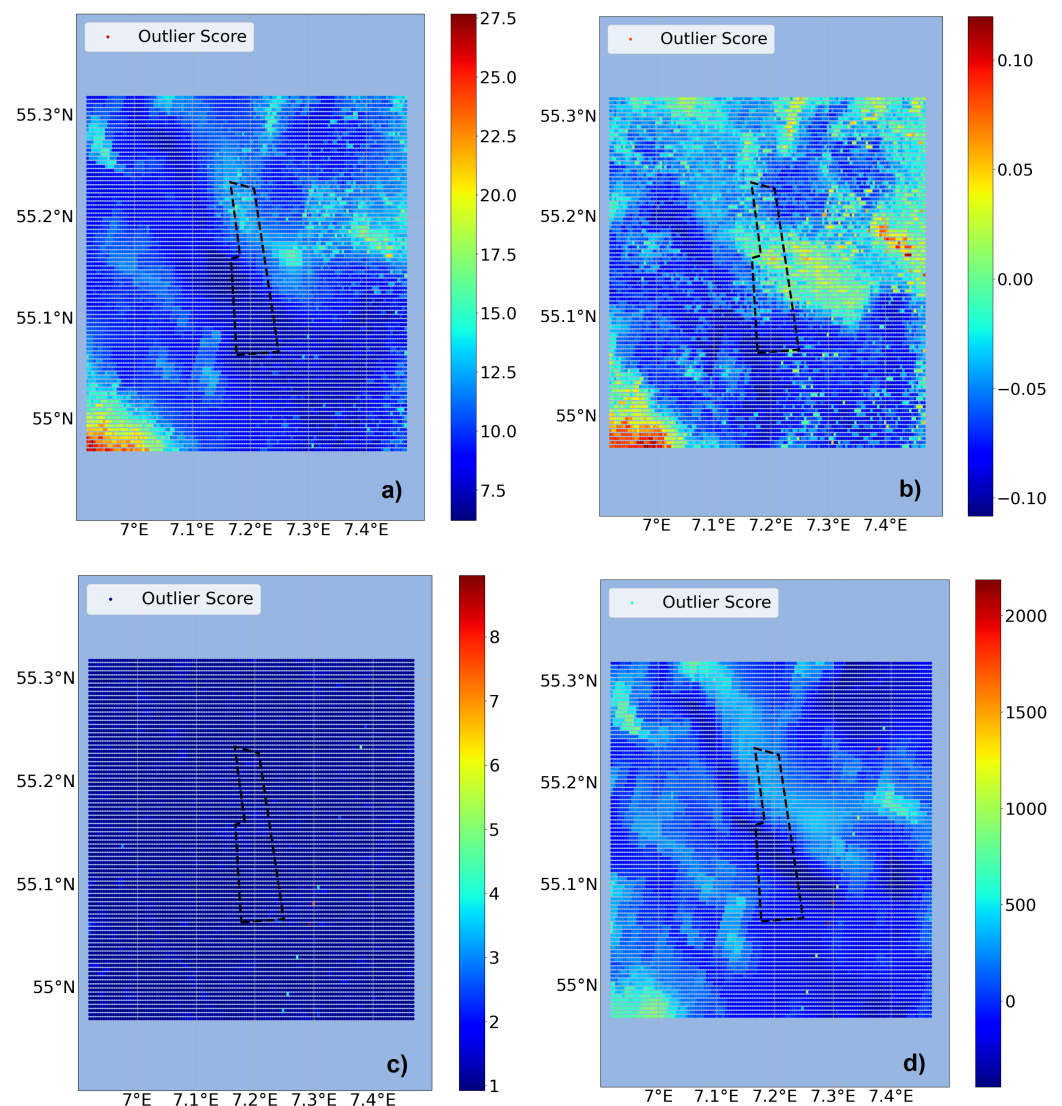 Outlier Score
55.3°N
55.2°N
55.1°N
55°N
7°E 7.1°E 7.2°E 7.3°E 7.4°E
27.5
25.0
22.5
20.0
17.5
15.0
12.5
10.0
7.5
a)
Outlier Score
55.3°N
55.2°N
55.1°N
55°N
7°E 7.1°E 7.2°E 7.3°E 7.4°E
0.10
0.05
0.00
−0.05
−0.10
b)
Outlier Score
55.3°N
55.2°N
55.1°N
55°N
7°E 7.1°E 7.2°E 7.3°E 7.4°E
8
7
6
5
4
3
2
1
c)
Outlier Score
55.3°N
55.2°N
55.1°N
55°N
7°E 7.1°E 7.2°E 7.3°E 7.4°E
2000
1500
1000
500
0
d)